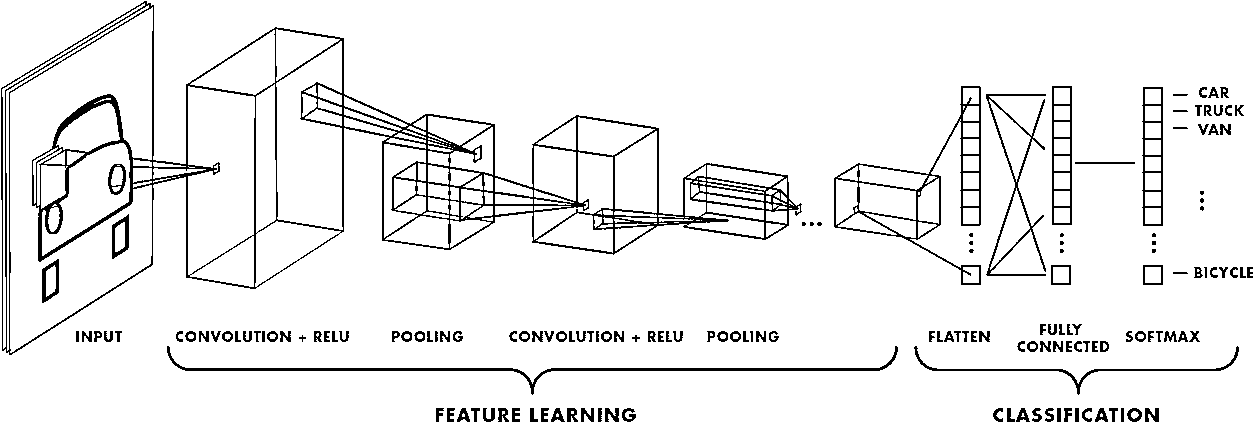 CAR
TRUCK
VAN
BICYCLE
INPUT
CONVOLUTION + RELU
POOLING
CONVOLUTION + RELU
POOLING
FLATTEN
FULLY
CONNECTED
SOFTMAX
FEATURE LEARNING
CLASSIFICATION